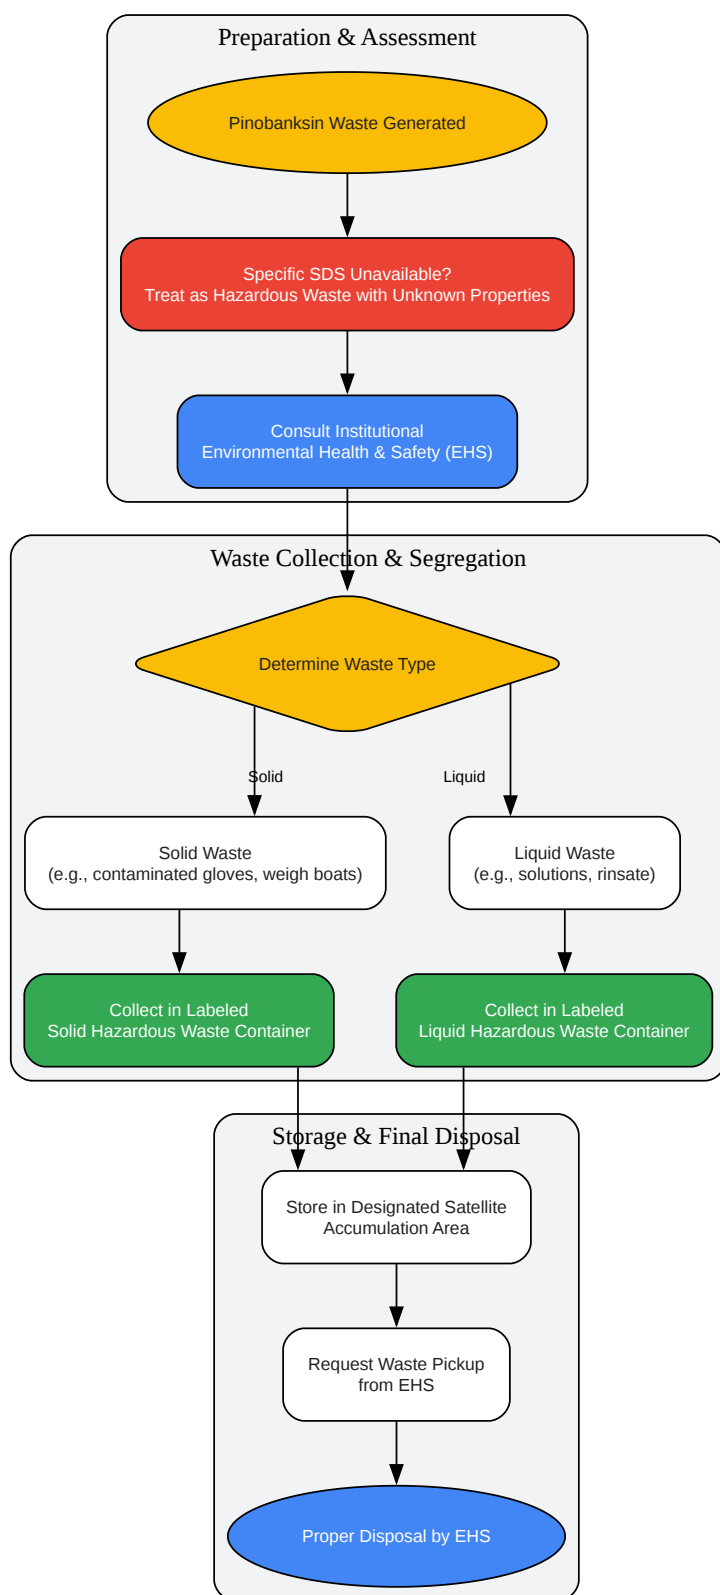 Preparation & Assessment
Pinobanksin Waste Generated
Specific SDS Unavailable?
Treat as Hazardous Waste with Unknown Properties
Consult Institutional
Environmental Health & Safety (EHS)
Waste Collection & Segregation
Determine Waste Type
Solid
Liquid
Solid Waste
(e.g., contaminated gloves, weigh boats)
Liquid Waste
(e.g., solutions, rinsate)
Collect in Labeled
Solid Hazardous Waste Container
Collect in Labeled
Liquid Hazardous Waste Container
Storage & Final Disposal
Store in Designated Satellite
Accumulation Area
Request Waste Pickup
from EHS
Proper Disposal by EHS